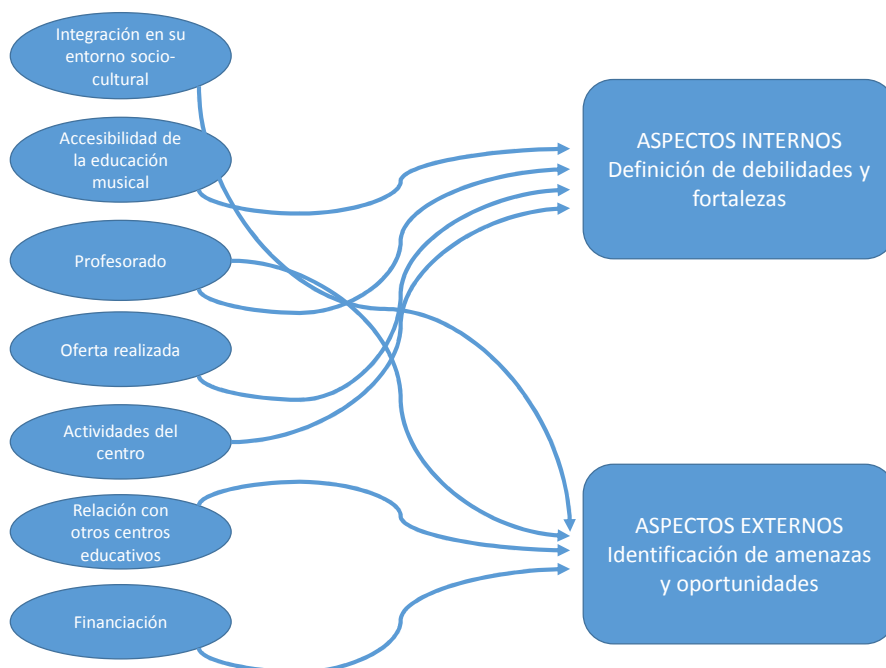 Integración en su
entorno socio-
cultural
Accesibilidad de
la educación
musical
Profesorado
Oferta realizada
Actividades del
centro
Relación con
otros centros
educativos
Financiación
ASPECTOS INTERNOS
Definición de debilidades y
fortalezas
ASPECTOS EXTERNOS
Identificación de amenazas
y oportunidades